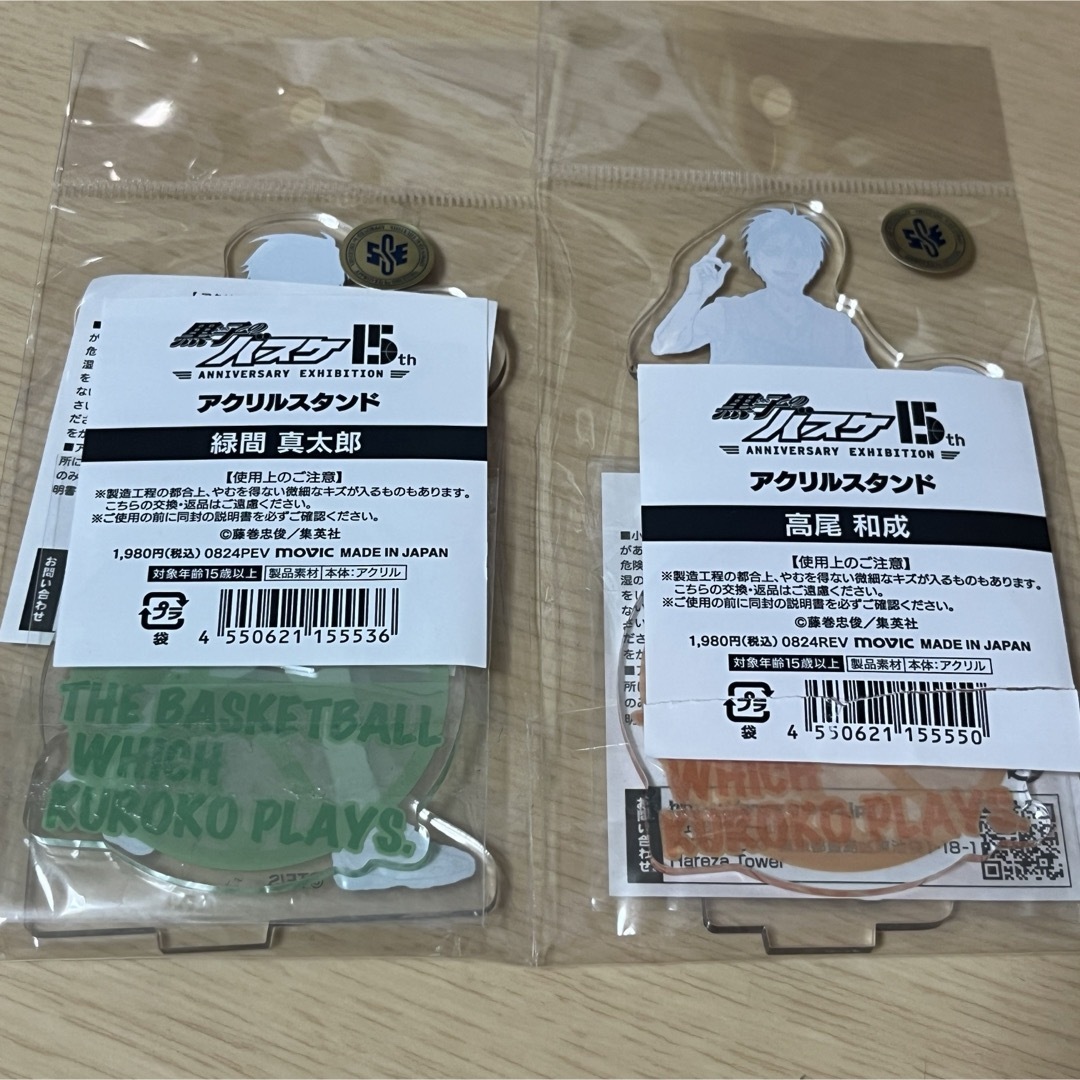 黒子のバスケ 15th
ANNIVERSARY EXHIBITION
アクリルスタンド
緑間 真太郎
【使用上のご注意】
※製造工程の都合上、やむを得ない微細なキズが入るものもあります。
こちらの交換・返品はご遠慮ください。
※ご使用の前に同封の説明書を必ずご確認ください。
©藤巻忠俊／集英社
1,980円(税込) 0824PEV movic MADE IN JAPAN
対象年齢15歳以上 製品素材 本体:アクリル
プラ
袋
4 550621 155536
お問い合わせ
THE BASKETBALL
WHICH
KUROKO PLAYS.
SSE
黒子のバスケ 15th
ANNIVERSARY EXHIBITION
アクリルスタンド
高尾 和成
【使用上のご注意】
※製造工程の都合上、やむを得ない微細なキズが入るものもあります。
こちらの交換・返品はご遠慮ください。
※ご使用の前に同封の説明書を必ずご確認ください。
©藤巻忠俊／集英社
1,980円(税込) 0824REV movic MADE IN JAPAN
対象年齢15歳以上 製品素材 本体:アクリル
プラ
袋
4 550621 155550
WHICH
KUROKO PLAYS.
Hareza Tower